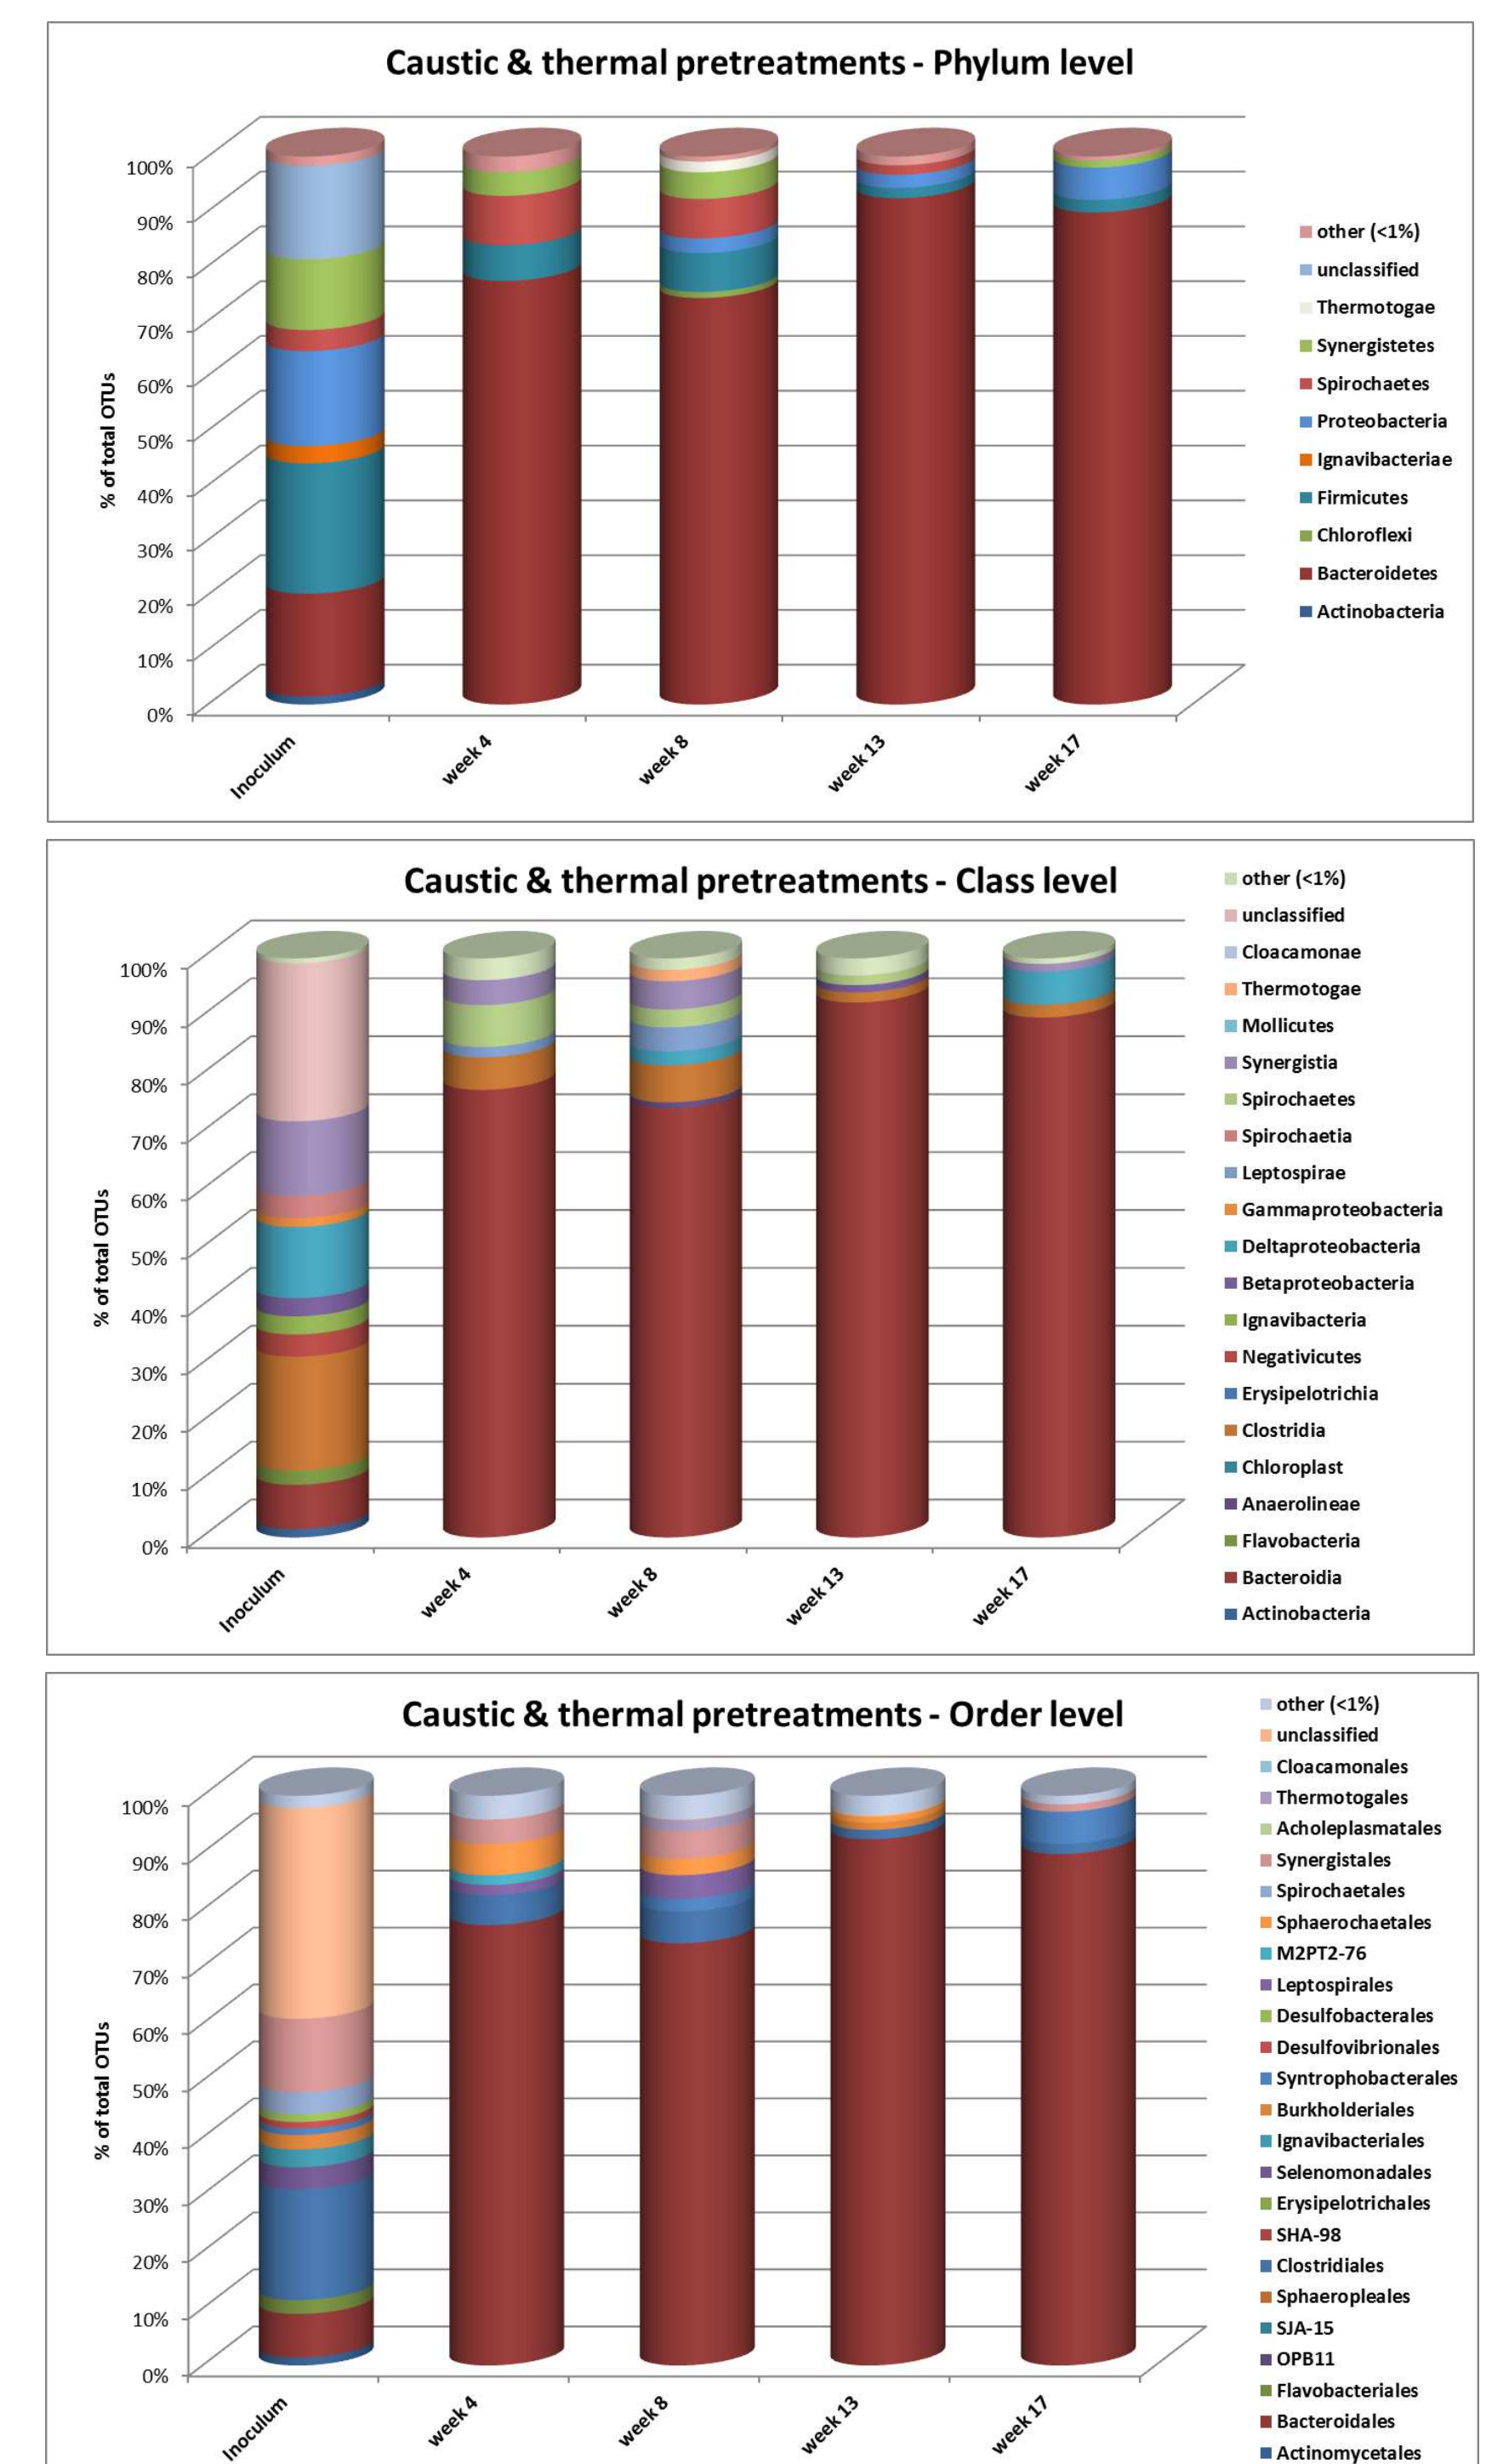 Caustic & thermal pretreatments - Phylum level
% of total OTUs
100%
90%
80%
70%
60%
50%
40%
30%
20%
10%
0%
Inoculum
week 4
week 8
week 13
week 17
other (<1%)
unclassified
Thermotogae
Synergistetes
Spirochaetes
Proteobacteria
Ignavibacteriae
Firmicutes
Chloroflexi
Bacteroidetes
Actinobacteria
Caustic & thermal pretreatments - Class level
% of total OTUs
100%
90%
80%
70%
60%
50%
40%
30%
20%
10%
0%
Inoculum
week 4
week 8
week 13
week 17
other (<1%)
unclassified
Cloacamonae
Thermotogae
Mollicutes
Synergistia
Spirochaetes
Spirochaetia
Leptospirae
Gammaproteobacteria
Deltaproteobacteria
Betaproteobacteria
Ignavibacteria
Negativicutes
Erysipelotrichia
Clostridia
Chloroplast
Anaerolineae
Flavobacteria
Bacteroidia
Actinobacteria
Caustic & thermal pretreatments - Order level
% of total OTUs
100%
90%
80%
70%
60%
50%
40%
30%
20%
10%
0%
Inoculum
week 4
week 8
week 13
week 17
other (<1%)
unclassified
Cloacamonales
Thermotogales
Acholeplasmatales
Synergistales
Spirochaetales
Sphaerochaetales
M2PT2-76
Leptospirales
Desulfobacterales
Desulfovibrionales
Syntrophobacterales
Burkholderiales
Ignavibacteriales
Selenomonadales
Erysipelotrichales
SHA-98
Clostridiales
Sphaeropleales
SJA-15
OPB11
Flavobacteriales
Bacteroidales
Actinomycetales